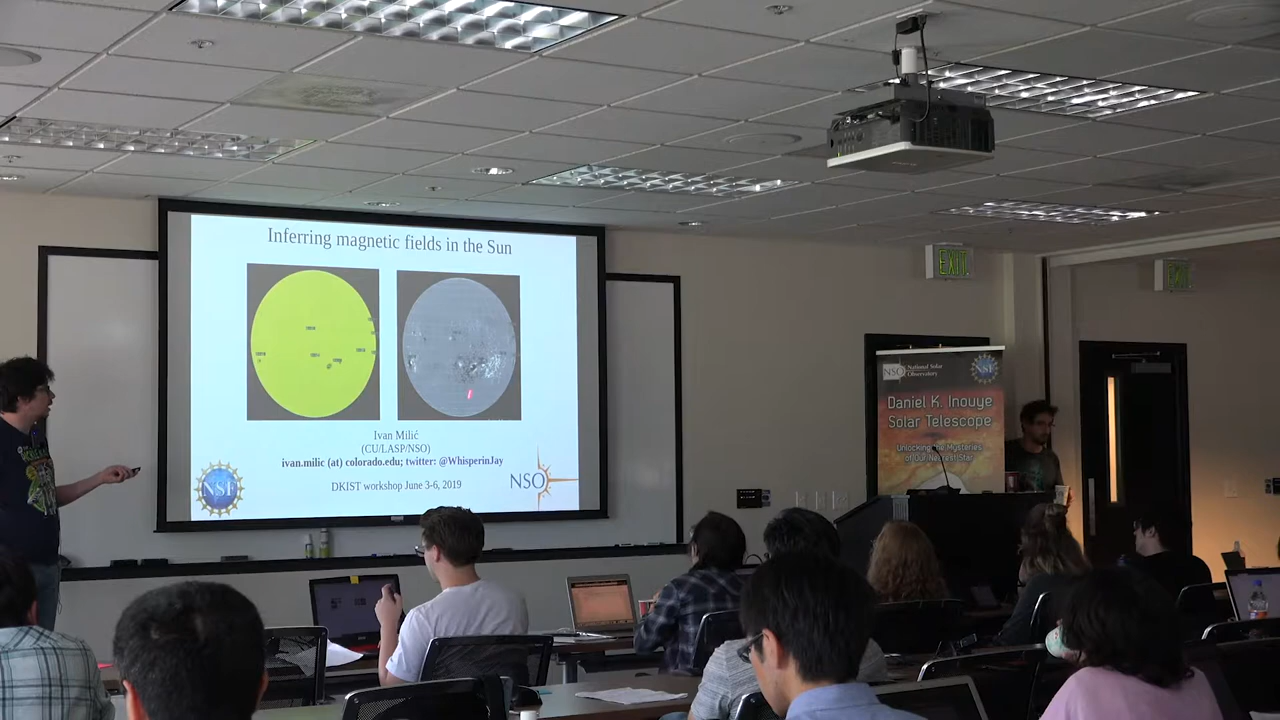 Inferring magnetic fields in the Sun
Ivan Milić
(CU/LASP/NSO)
ivan.milic (at) colorado.edu; twitter: @WhisperinJay
DKIST workshop June 3-6, 2019
NSF
NSO
EXIT
EXIT
NSO
National Solar
Observatory
NSF
Daniel K. Inouye
Solar Telescope
Unlocking the Mysteries
of Our Nearest Star